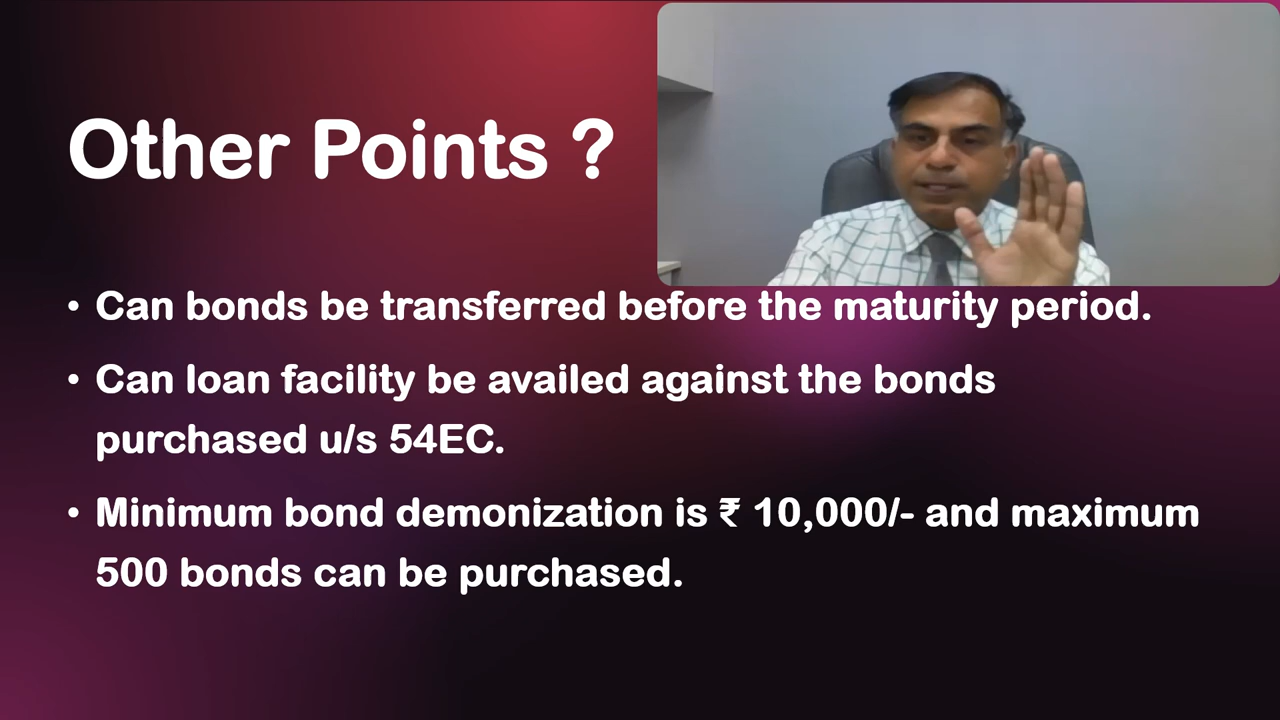 Other Points ?
• Can bonds be transferred before the maturity period.
• Can loan facility be availed against the bonds
purchased u/s 54EC.
• Minimum bond demonization is ₹ 10,000/- and maximum
500 bonds can be purchased.